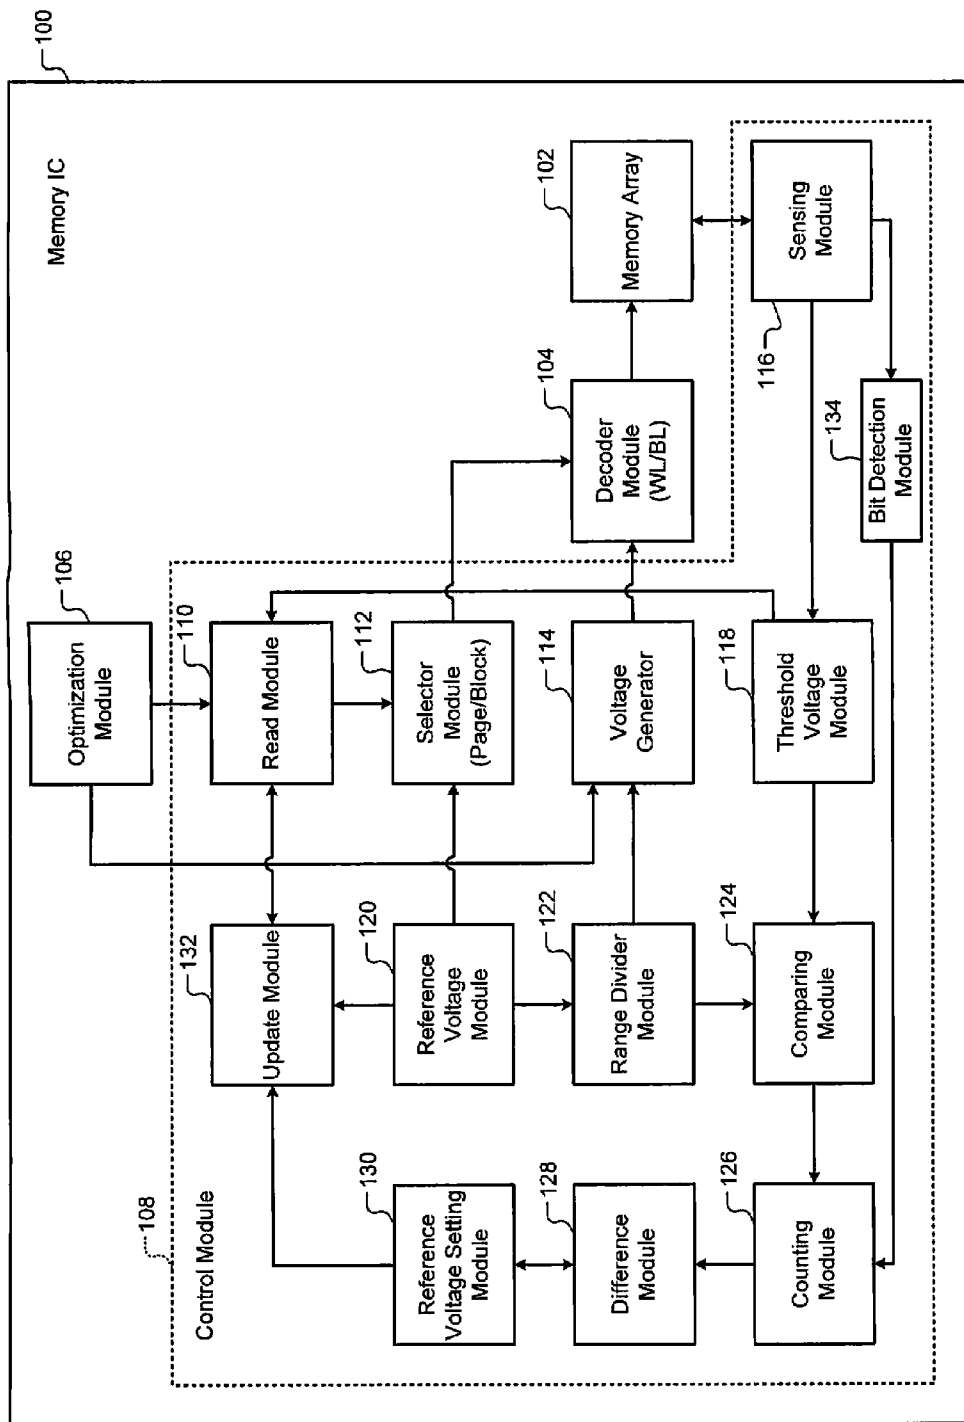 100
Memory IC
106
Optimization
Module
108
Control Module
110
Read Module
132
Update Module
112
Selector
Module
(Page/Block)
120
Reference
Voltage
Module
130
Reference
Voltage Setting
Module
102
Memory Array
104
Decoder
Module
(WL/BL)
114
Voltage
Generator
122
Range Divider
Module
128
Difference
Module
116
Sensing
Module
118
Threshold
Voltage
Module
124
Comparing
Module
126
Counting
Module
134
Bit Detection
Module